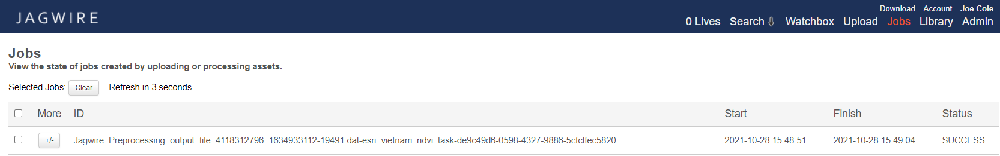 JAGWIRE
Download Account Joe Cole
0 Lives Search Watchbox Upload Jobs Library Admin
Jobs
View the state of jobs created by uploading or processing assets.
Selected Jobs: Clear Refresh in 3 seconds.
More ID Start Finish Status
+/- Jagwire_Preprocessing_output_file_4118312796_1634933112-19491.dat-esri_vietnam_ndvi_task-de9c49d6-0598-4327-9886-5cfcffec5820 2021-10-28 15:48:51 2021-10-28 15:49:04 SUCCESS